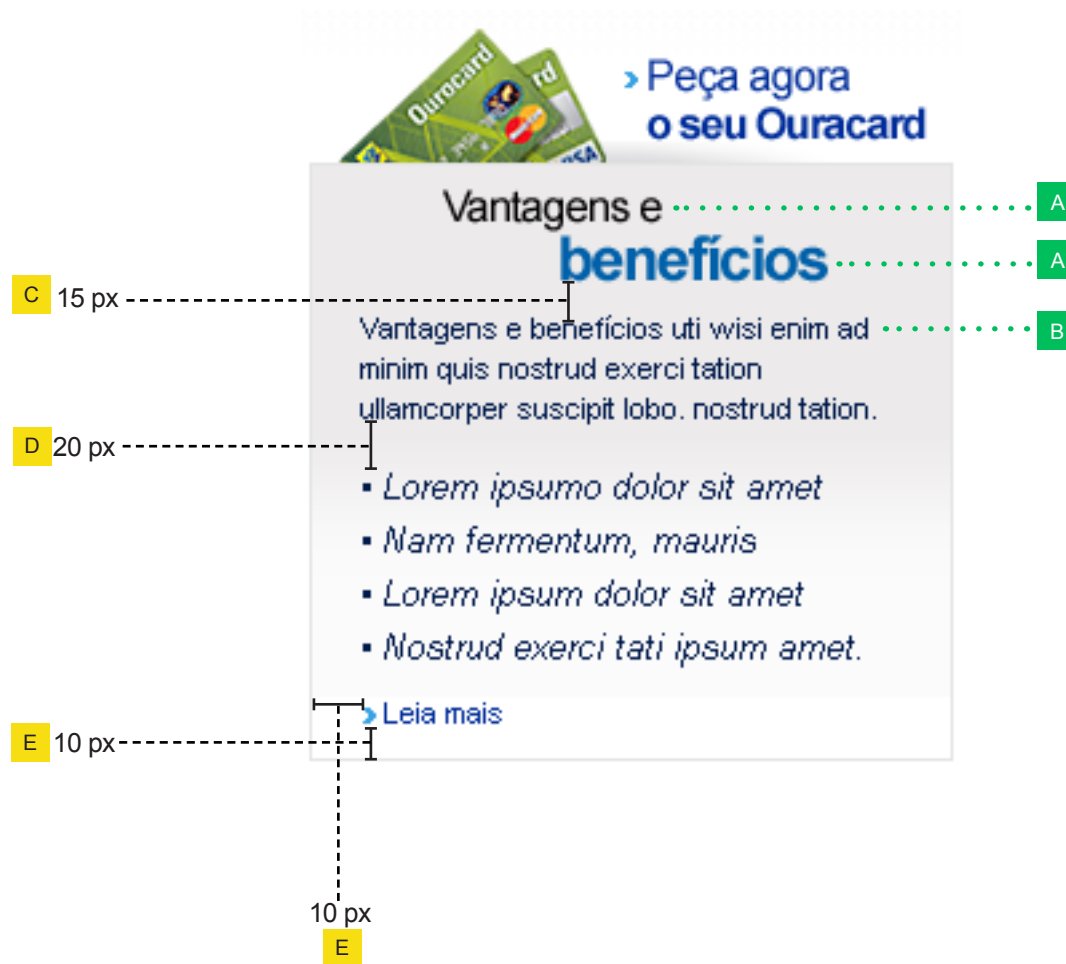 Ourocard
rd
VISA
› Peça agora
o seu Ouracard
Vantagens e
A
benefícios
A
C 15 px
Vantagens e benefícios uti wisi enim ad
B
minim quis nostrud exerci tation
ullamcorper suscipit lobo. nostrud tation.
D 20 px
▪ Lorem ipsumo dolor sit amet
▪ Nam fermentum, mauris
▪ Lorem ipsum dolor sit amet
▪ Nostrud exerci tati ipsum amet.
› Leia mais
E 10 px
10 px
E